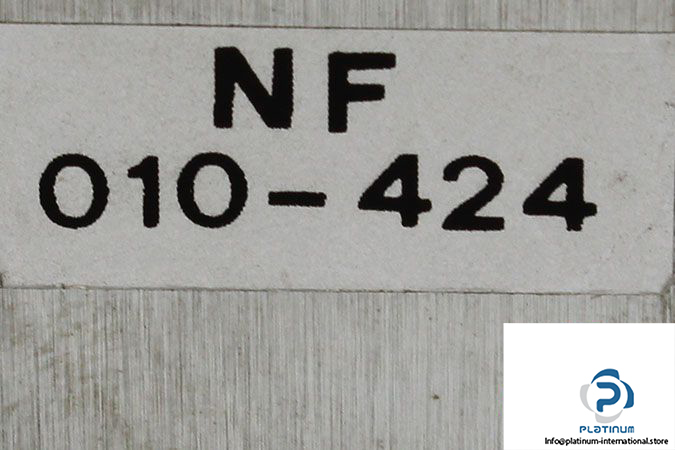 NF
010-424
P
PLATINUM
Info@platinum-international.store